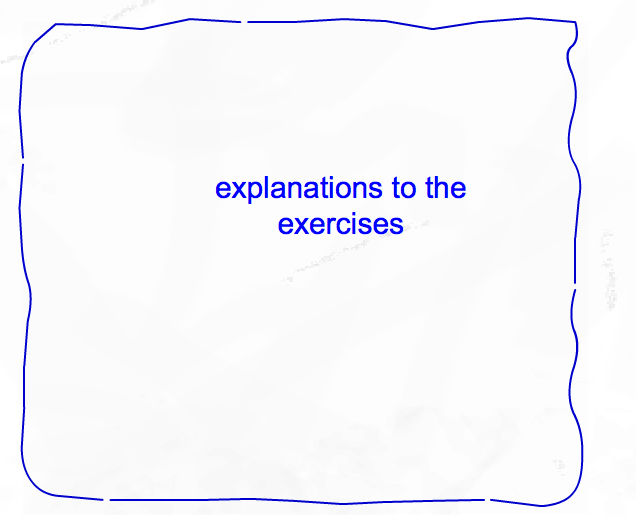 explanations to the
exercises